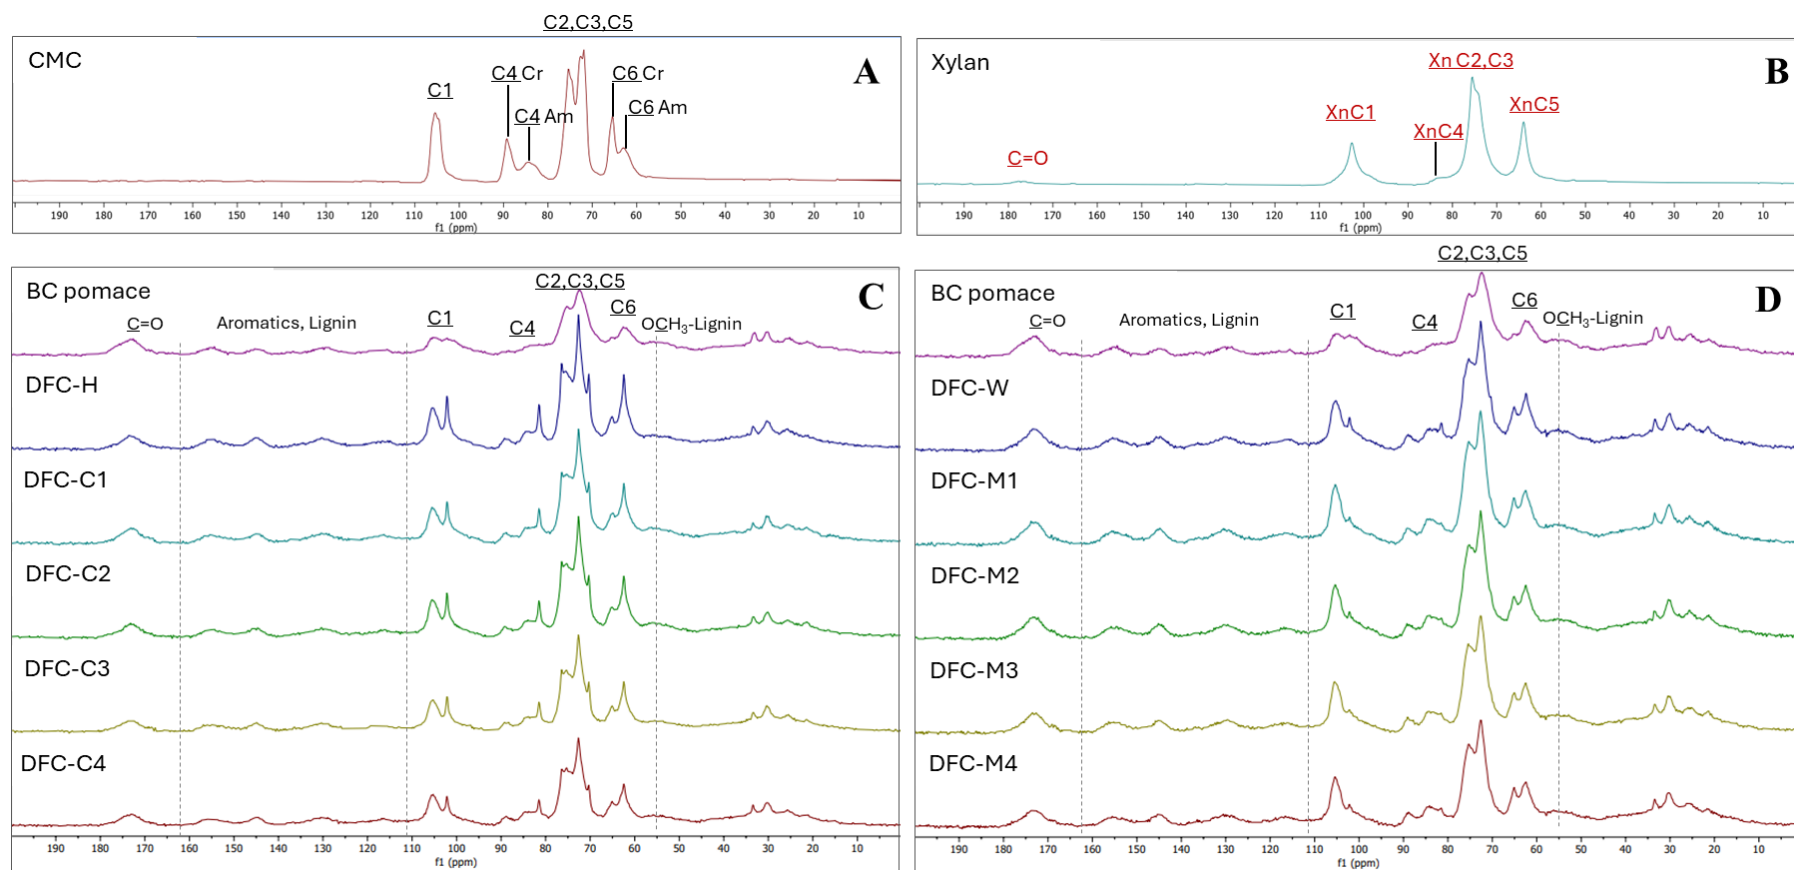 C2,C3,C5
CMC
A
C4 Cr
C6 Cr
C1
C6 Am
C4 Am
190 180 170 160 150 140 130 120 110 100 90 80 70 60 50 40 30 20 10
f1 (ppm)
Xylan
B
Xn C2,C3
XnC1
XnC5
XnC4
C=O
190 180 170 160 150 140 130 120 110 100 90 80 70 60 50 40 30 20 10
f1 (ppm)
C2,C3,C5
BC pomace
C
C=O
Aromatics, Lignin
C1
C4
C6
OCH3-Lignin
DFC-H
DFC-C1
DFC-C2
DFC-C3
DFC-C4
190 180 170 160 150 140 130 120 110 100 90 80 70 60 50 40 30 20 10
f1 (ppm)
C2,C3,C5
BC pomace
D
C=O
Aromatics, Lignin
C1
C4
C6
OCH3-Lignin
DFC-W
DFC-M1
DFC-M2
DFC-M3
DFC-M4
190 180 170 160 150 140 130 120 110 100 90 80 70 60 50 40 30 20 10
f1 (ppm)